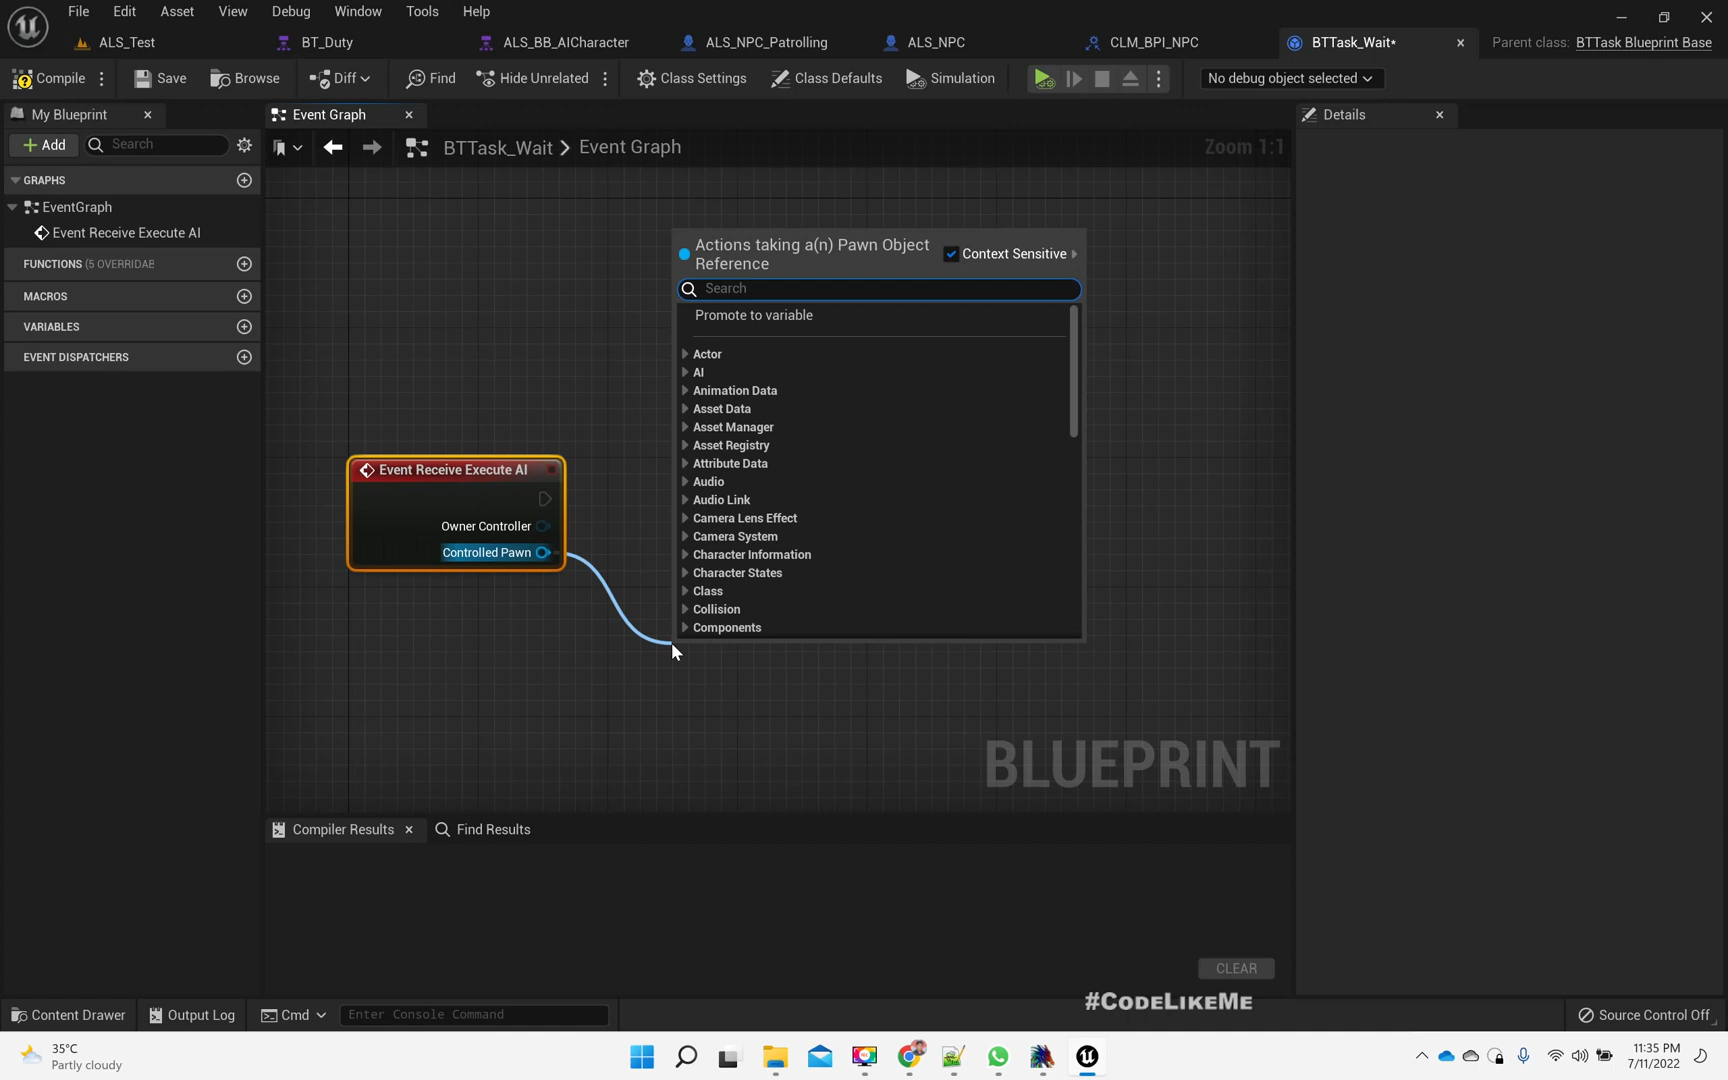 File Edit Asset View Debug Window Tools Help
ALS_Test BT_Duty ALS_BB_AICharacter ALS_NPC_Patrolling ALS_NPC CLM_BPI_NPC BTTask_Wait* Parent class: BTTask Blueprint Base
Compile Save Browse Diff Find Hide Unrelated Class Settings Class Defaults Simulation No debug object selected
My Blueprint Event Graph Details
Add Search BTTask_Wait > Event Graph Zoom 1:1
GRAPHS
EventGraph
Event Receive Execute AI
FUNCTIONS (5 OVERRIDAB
MACROS
VARIABLES
EVENT DISPATCHERS
Event Receive Execute AI
Owner Controller
Controlled Pawn
Actions taking a(n) Pawn Object
Reference
Context Sensitive
Search
Promote to variable
Actor
AI
Animation Data
Asset Data
Asset Manager
Asset Registry
Attribute Data
Audio
Audio Link
Camera Lens Effect
Camera System
Character Information
Character States
Class
Collision
Components
BLUEPRINT
Compiler Results Find Results
CLEAR
#CodeLikeMe
Content Drawer Output Log Cmd Enter Console Command Source Control Off
35°C
Partly cloudy
11:35 PM
7/11/2022